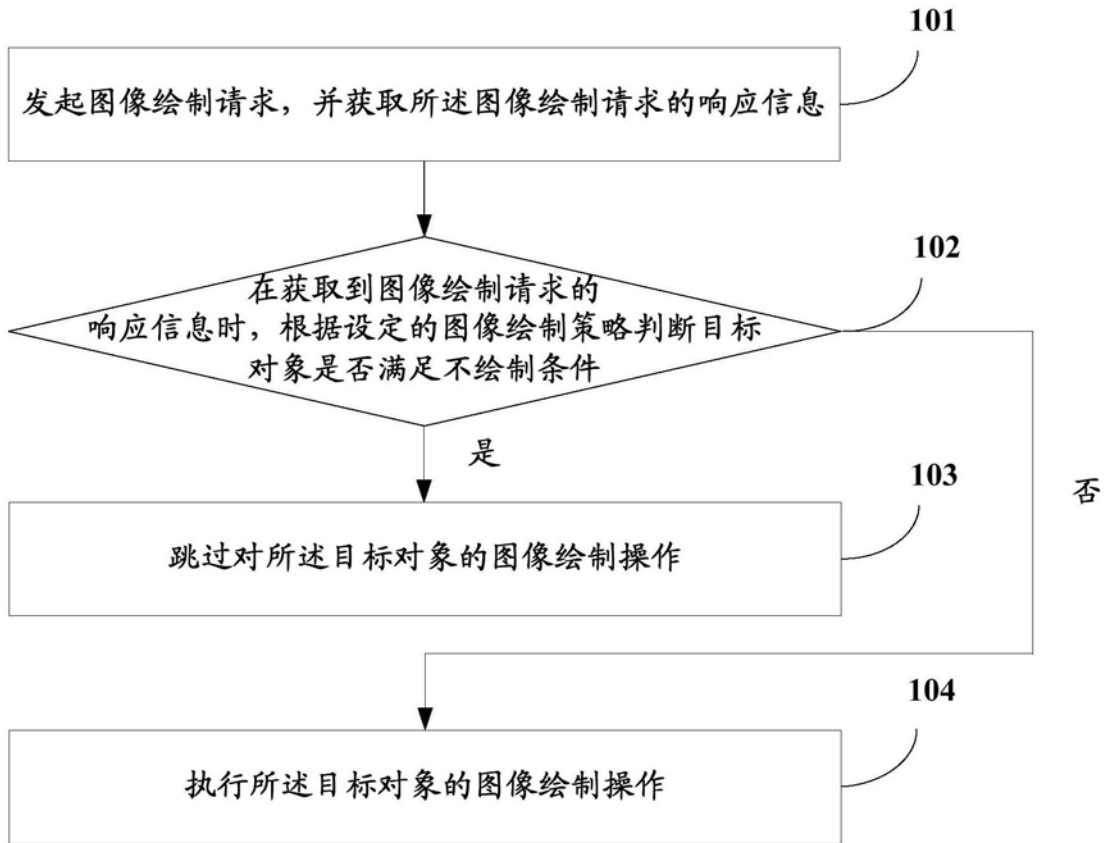 101
发起图像绘制请求，并获取所述图像绘制请求的响应信息
102
在获取到图像绘制请求的
响应信息时，根据设定的图像绘制策略判断目标
对象是否满足不绘制条件
是
103
否
跳过对所述目标对象的图像绘制操作
104
执行所述目标对象的图像绘制操作